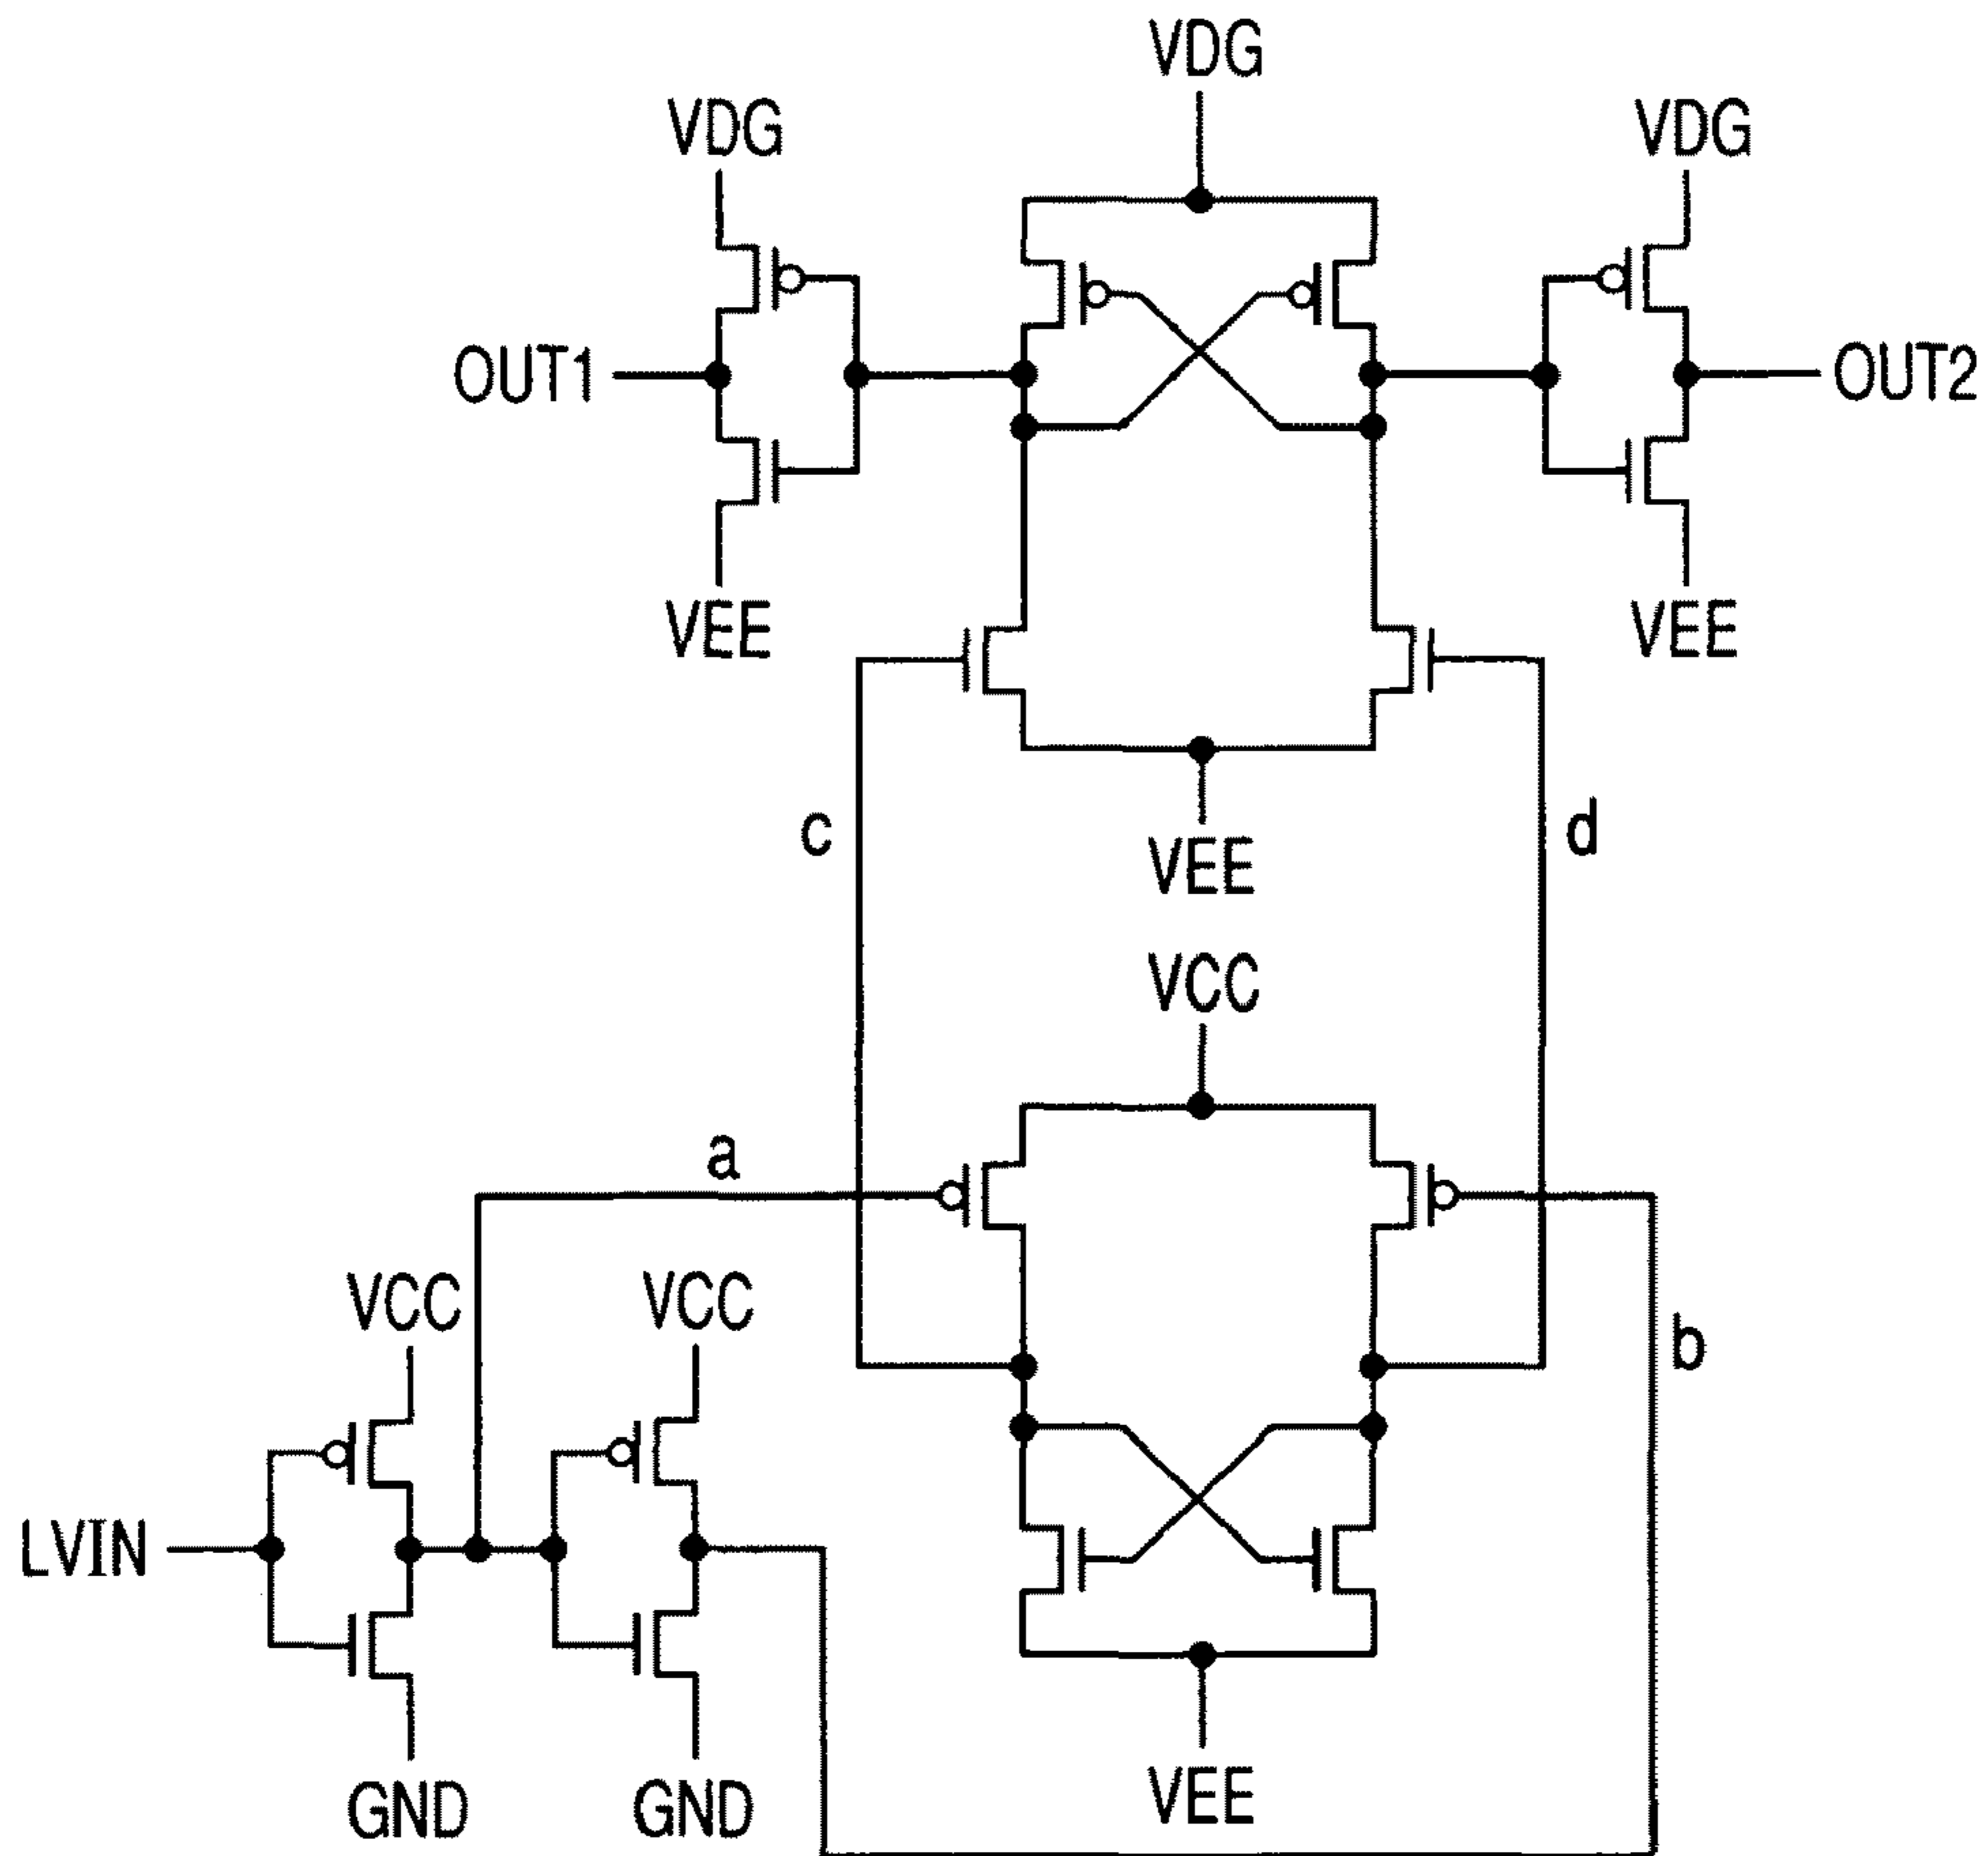 VDG
VDG
VDG
OUT1
OUT2
VEE
VEE
c
d
VEE
VCC
a
VCC
VCC
b
LVIN
VEE
GND
GND